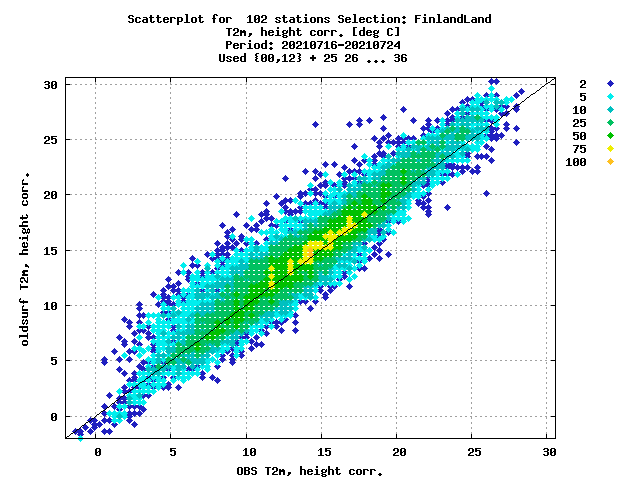 Scatterplot for  102 stations Selection: FinlandLand
T2m, height corr. [deg C]
Period: 20210716-20210724
Used {00,12} + 25 26 ... 36
30
25
20
15
10
5
0
oldsurf T2m, height corr.
0 5 10 15 20 25 30
OBS T2m, height corr.
2
5
10
25
50
75
100